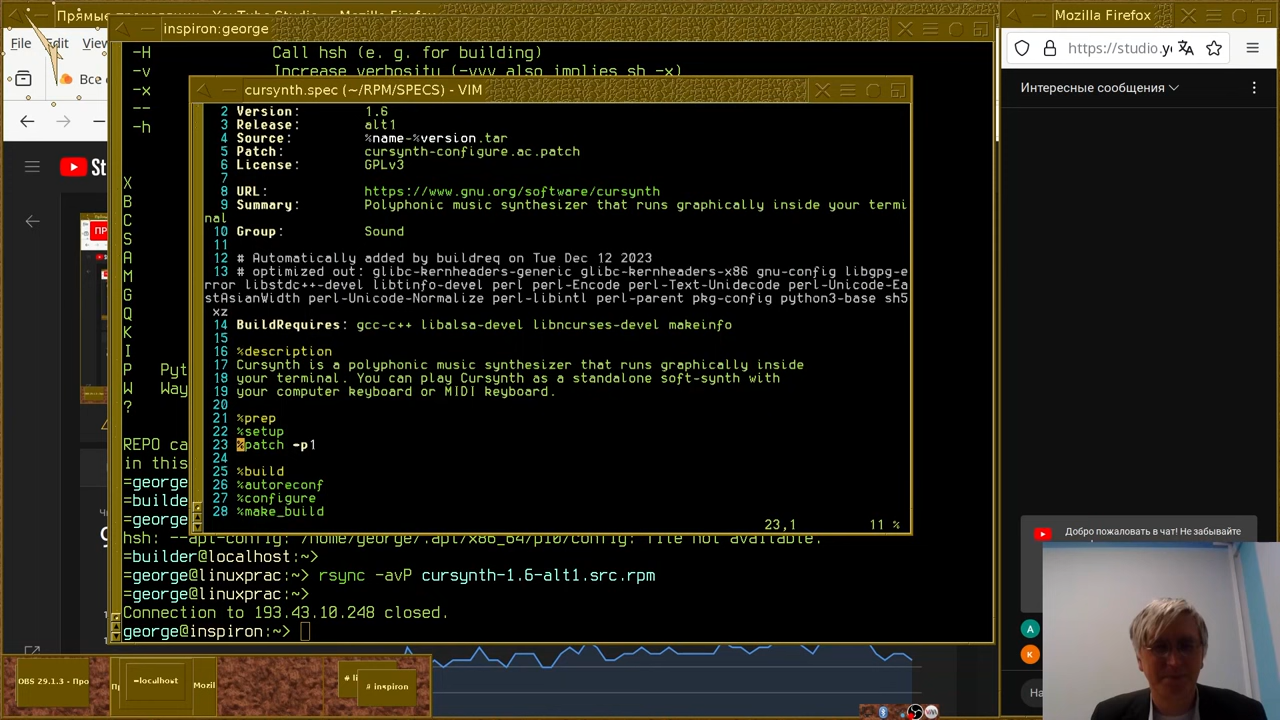 Прямые
YouTube Studio
Mozilla Firefox
inspiron:george
Mozilla Firefox
File Edit View
https://studio.yo
Все
Интересные сообщения
-H Call hsh (e. g. for building)
-v Increase verbosity (-vvv also implies sh -x)
-x
--
-h
X
B
C
S
A
M
G
Q
K
I
P Pyt
W Way
?
REPO ca
in this
=george
=builde
=george
cursynth.spec (~/RPM/SPECS) - VIM
2 Version: 1.6
3 Release: alt1
4 Source: %name-%version.tar
5 Patch: cursynth-configure.ac.patch
6 License: GPLv3
7
8 URL: https://www.gnu.org/software/cursynth
9 Summary: Polyphonic music synthesizer that runs graphically inside your termi
nal
10 Group: Sound
11
12 # Automatically added by buildreq on Tue Dec 12 2023
13 # optimized out: glibc-kernheaders-generic glibc-kernheaders-x86 gnu-config libgpg-e
rror libstdc++-devel libtinfo-devel perl perl-Encode perl-Text-Unidecode perl-Unicode-Ea
stAsianWidth perl-Unicode-Normalize perl-libintl perl-parent pkg-config python3-base sh5
xz
14 BuildRequires: gcc-c++ libalsa-devel libncurses-devel makeinfo
15
16 %description
17 Cursynth is a polyphonic music synthesizer that runs graphically inside
18 your terminal. You can play Cursynth as a standalone soft-synth with
19 your computer keyboard or MIDI keyboard.
20
21 %prep
22 %setup
23 %patch -p1
24
25 %build
26 %autoreconf
27 %configure
28 %make_build
23,1 11 %
hsh: --apt-config: /home/george/.apt/x86_64/p10/config: file not available.
=builder@localhost:~>
=george@linuxprac:~> rsync -avP cursynth-1.6-alt1.src.rpm
=george@linuxprac:~>
Connection to 193.43.10.248 closed.
george@inspiron:~>
Добро пожаловать в чат! Не забывайте
А
К
На
OBS 29.1.3 - Про
=localhost
Mozil
# li
# inspiron